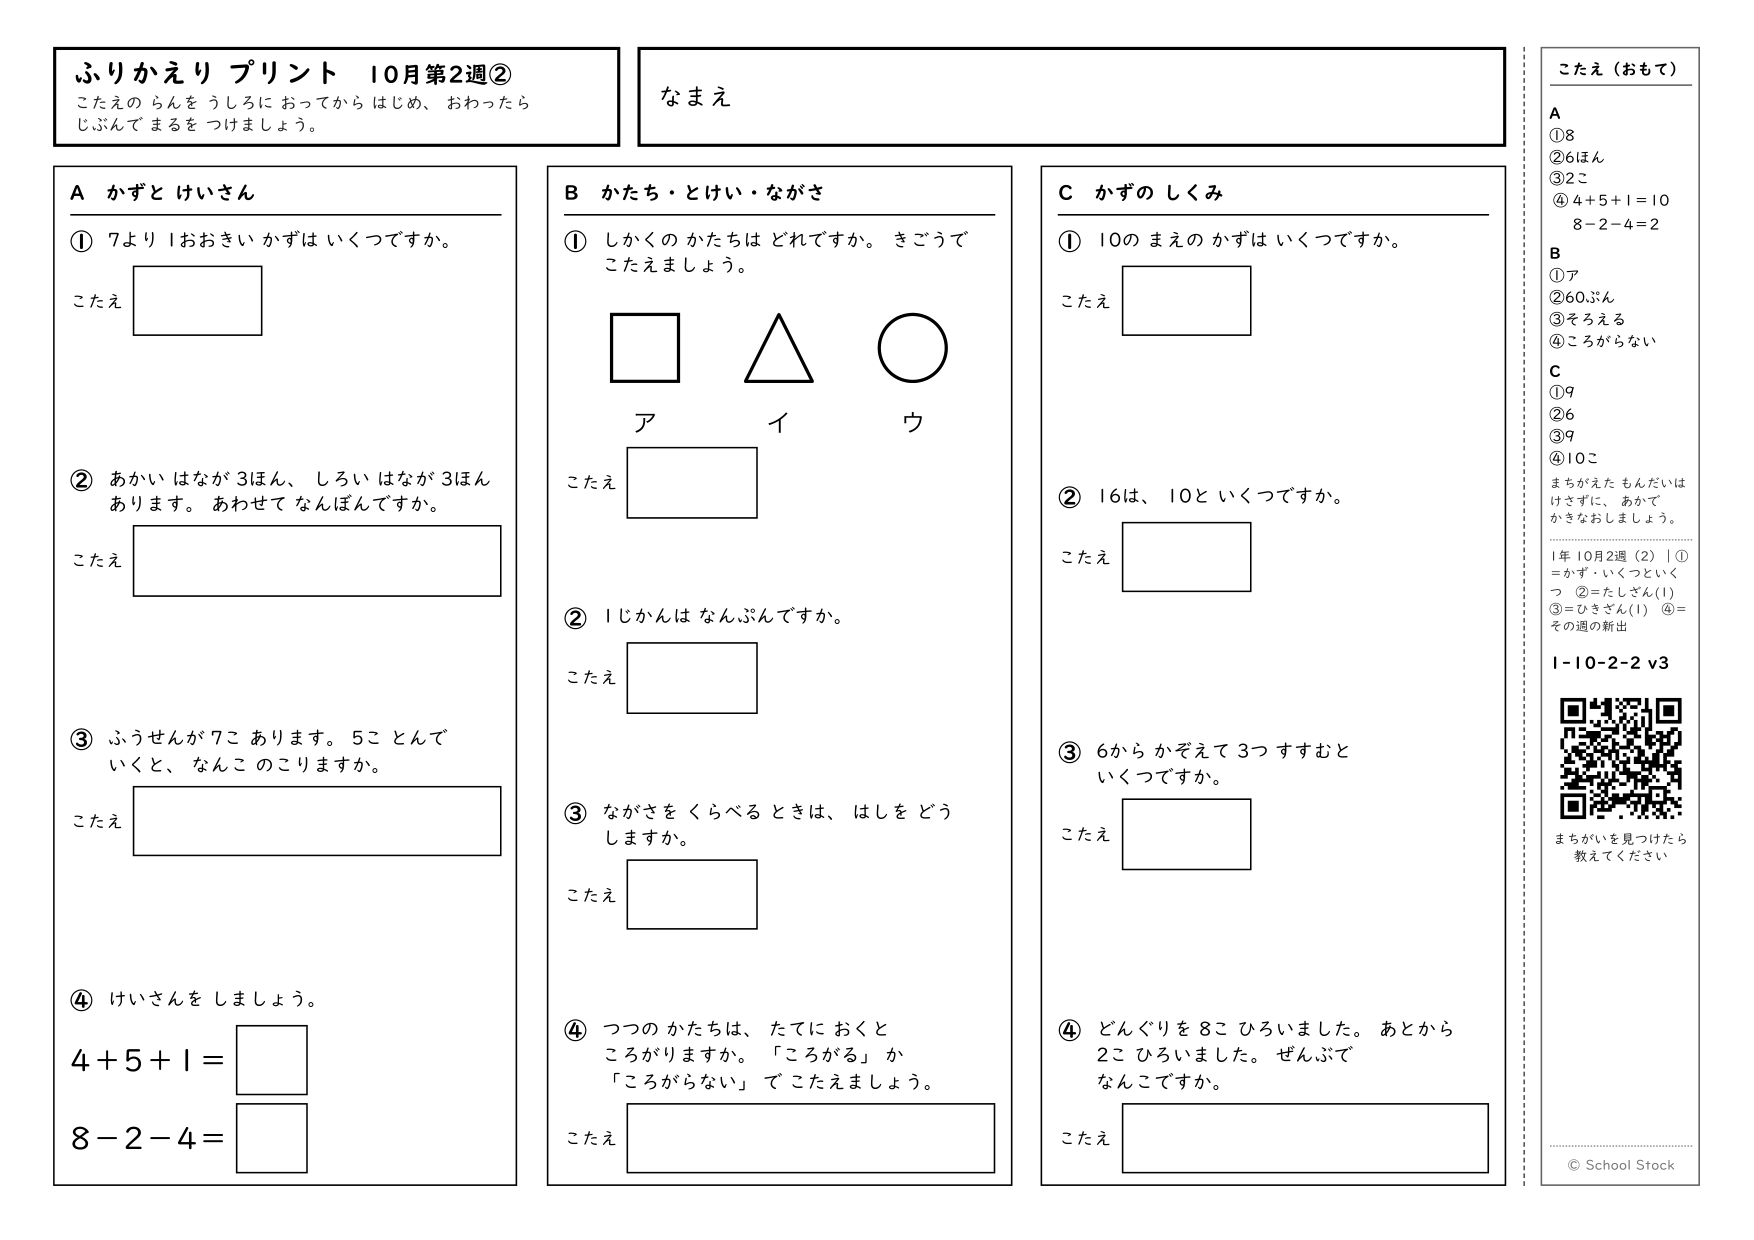 ふりかえり プリント　10月第2週②
こたえの らんを うしろに おってから はじめ、 おわったら
じぶんで まるを つけましょう。
なまえ
A　かずと けいさん
① 7より 1おおきい かずは いくつですか。
こたえ
② あかい はなが 3ぼん、 しろい はなが 3ぼん
あります。 あわせて なんぼんですか。
こたえ
③ ふうせんが 7こ あります。 5こ とんで
いくと、 なんこ のこりますか。
こたえ
④ けいさんを しましょう。
4＋5＋1＝
8－2－4＝
B　かたち・とけい・ながさ
① しかくの かたちは どれですか。 きごうで
こたえましょう。
ア　イ　ウ
こたえ
② 1じかんは なんぷんですか。
こたえ
③ ながさを くらべる ときは、 はしを どう
しますか。
こたえ
④ つつの かたちは、 たてに おくと
ころがりますか。 「ころがる」 か
「ころがらない」 で こたえましょう。
こたえ
C　かずの しくみ
① 10の まえの かずは いくつですか。
こたえ
② 16は、 10と いくつですか。
こたえ
③ 6から かぞえて 3つ すすむと
いくつですか。
こたえ
④ どんぐりを 8こ ひろいました。 あとから
2こ ひろいました。 ぜんぶで
なんこですか。
こたえ
こたえ（おもて）
A
①8
②6ほん
③2こ
④4＋5＋1＝10
8－2－4＝2
B
①ア
②60ぷん
③そろえる
④ころがらない
C
①9
②6
③9
④10こ
まちがえた もんだいは
けさずに、 あかで
かきなおしましょう。
1年 10月2週（2）｜①
＝かず・いくつといく
つ　②＝たしざん(1)
③＝ひきざん(1)　④＝
その週の新出
1-10-2-2 v3
まちがいを見つけたら
教えてください
© School Stock